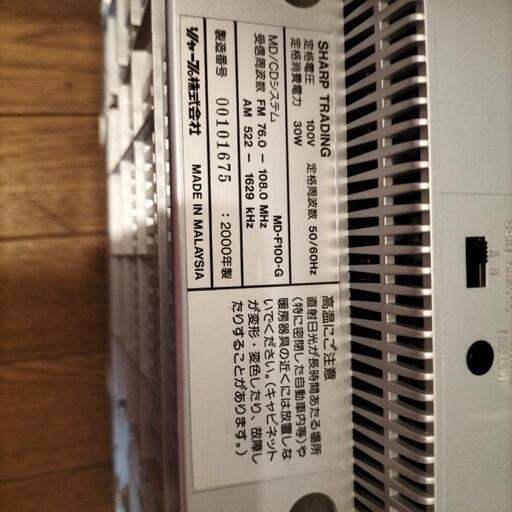 SHARP TRADING
定格電圧 100V 定格周波数 50/60Hz
定格消費電力 30W
MD/CDシステム MD-F100-G
受信周波数 FM 76.0 － 108.0 MHz
AM 522 － 1629 kHz
製造番号 00101675 : 2000年製
シャープ株式会社 MADE IN MALAYSIA
高温にご注意
直射日光が長時間あたる場所
(特に密閉した自動車内等)や
暖房器具の近くには放置しな
いでください。(キャビネット
が変形・変色したり、故障し
たりすることがあります。)
A B